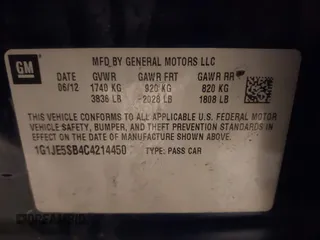 GM
MFD BY GENERAL MOTORS LLC
DATE GVWR GAWR FRT GAWR RR
06/12 1740 KG 920 KG 820 KG
3836 LB 2028 LB 1808 LB
THIS VEHICLE CONFORMS TO ALL APPLICABLE U.S. FEDERAL MOTOR
VEHICLE SAFETY, BUMPER, AND THEFT PREVENTION STANDARDS IN
EFFECT ON THE DATE OF MANUFACTURE SHOWN ABOVE.
1G1JE5SB4C4214450 TYPE: PASS CAR